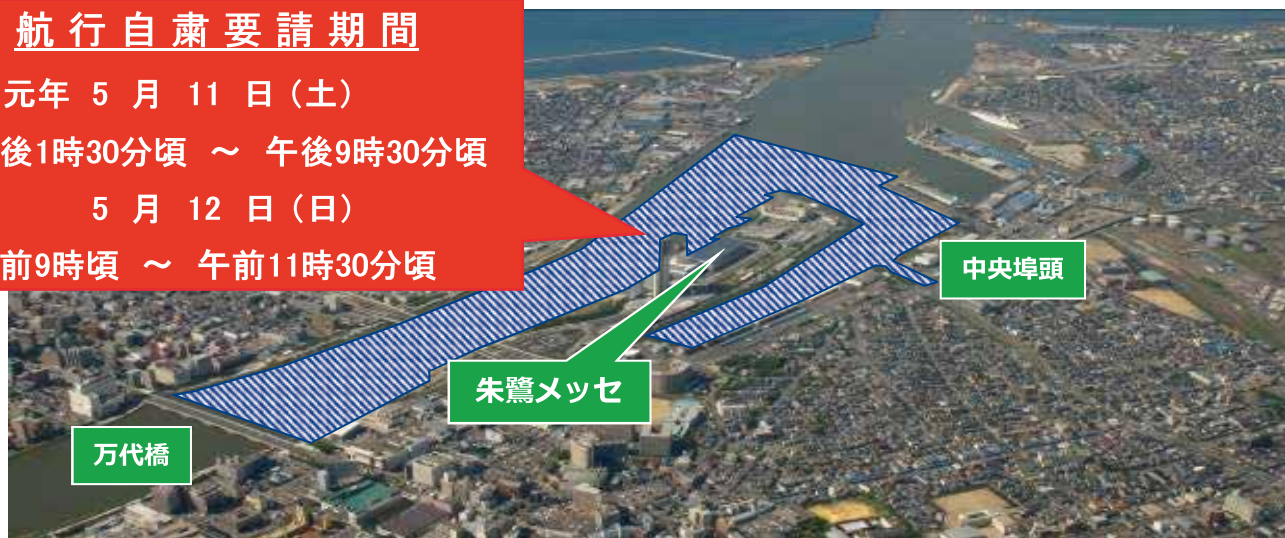 航行自粛要請期間
元年 5 月 11 日（土）
後1時30分頃 ～ 午後9時30分頃
5 月 12 日（日）
前9時頃 ～ 午前11時30分頃
中央埠頭
朱鷺メッセ
万代橋